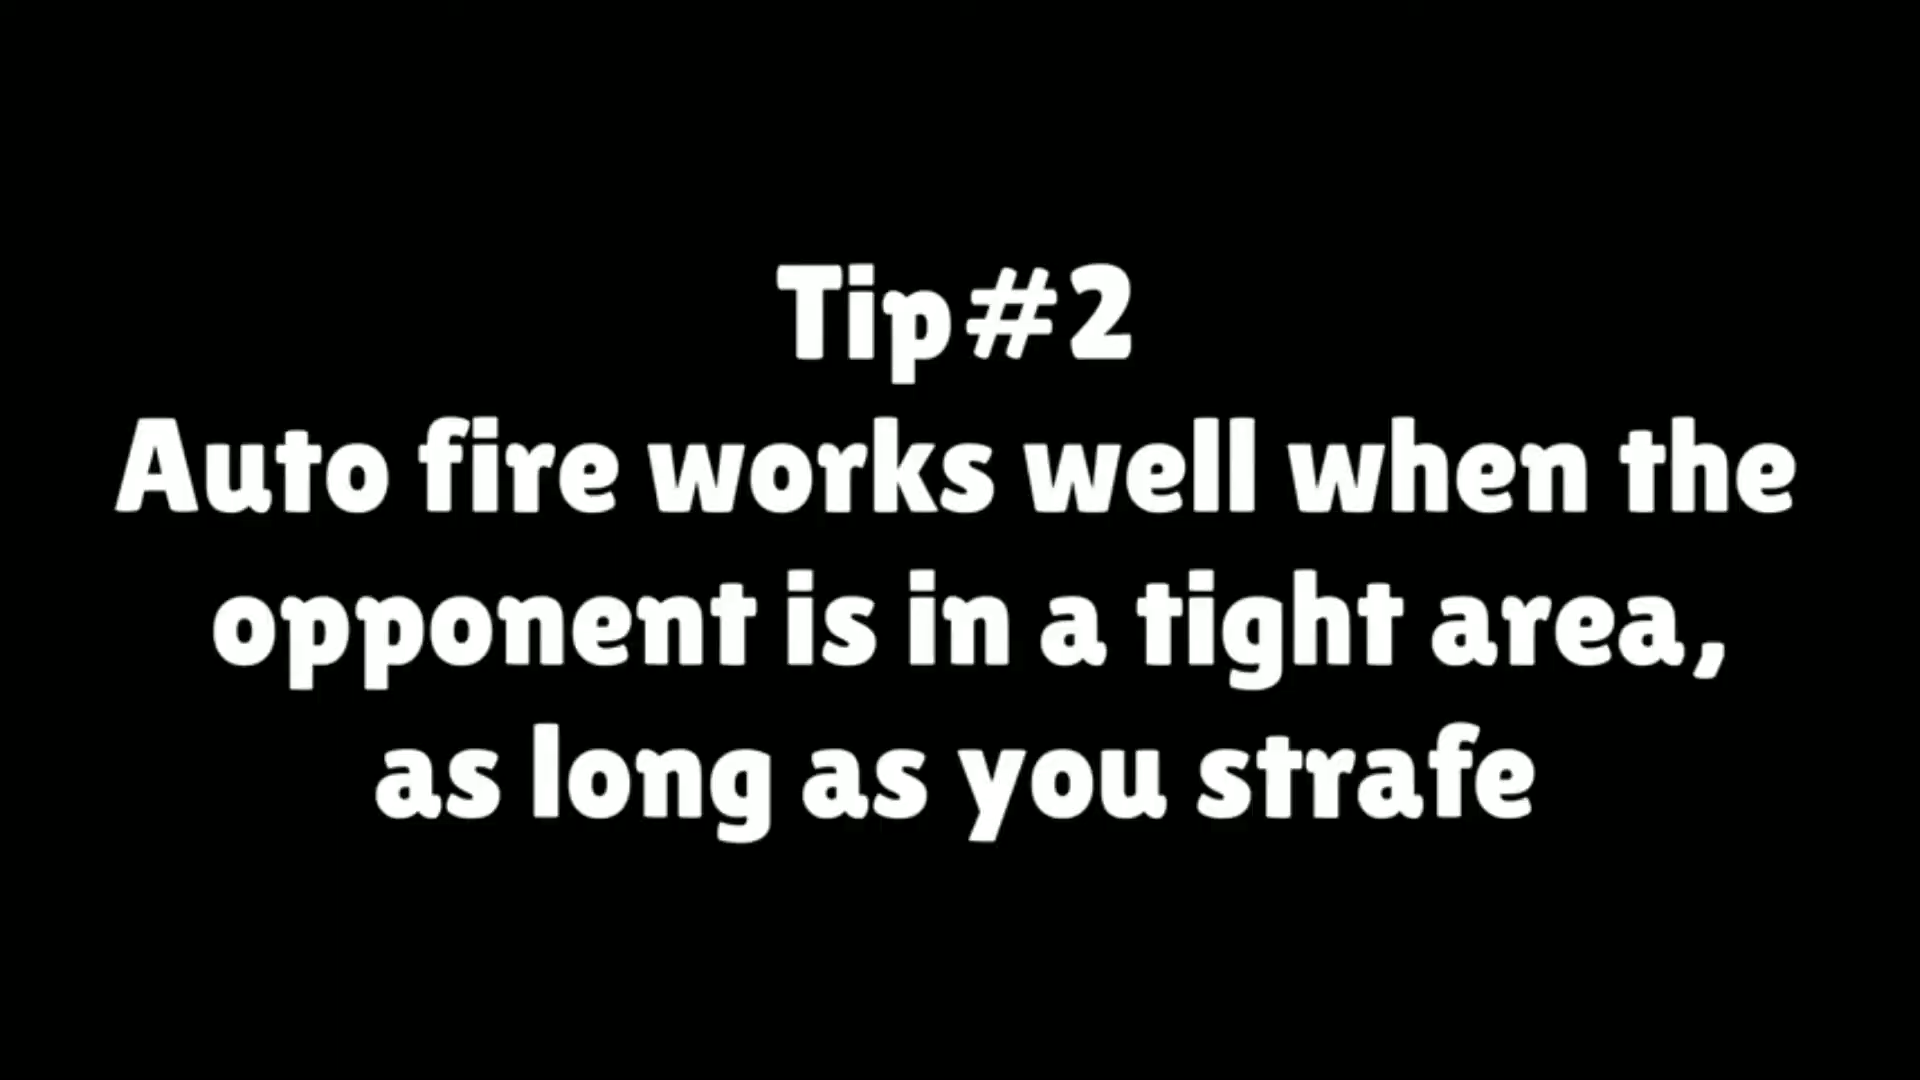 Tip#2
Auto fire works well when the
opponent is in a tight area,
as long as you strafe